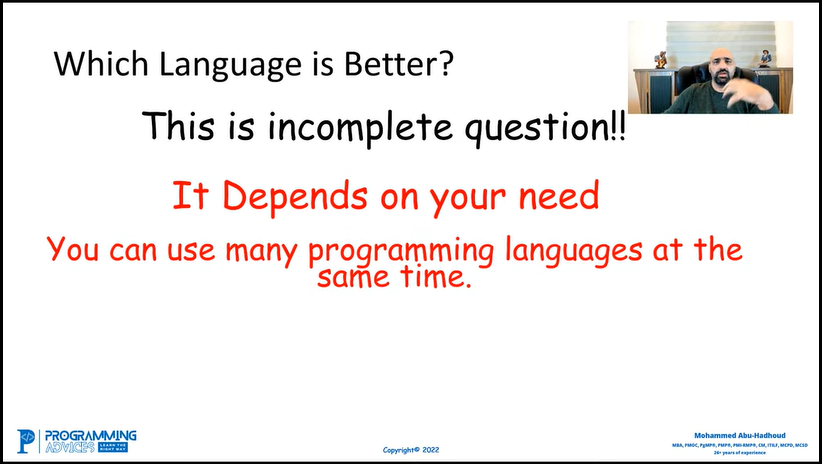 Which Language is Better?
This is incomplete question!!
It Depends on your need
You can use many programming languages at the
same time.
PROGRAMMING
ADVICES LEARN THE RIGHT WAY
Copyright© 2022
Mohammed Abu-Hadhoud
MBA, PMOC, PgMP®, PMP®, PMI-RMP®, CM, ITILF, MCPD, MCSD
26+ years of experience